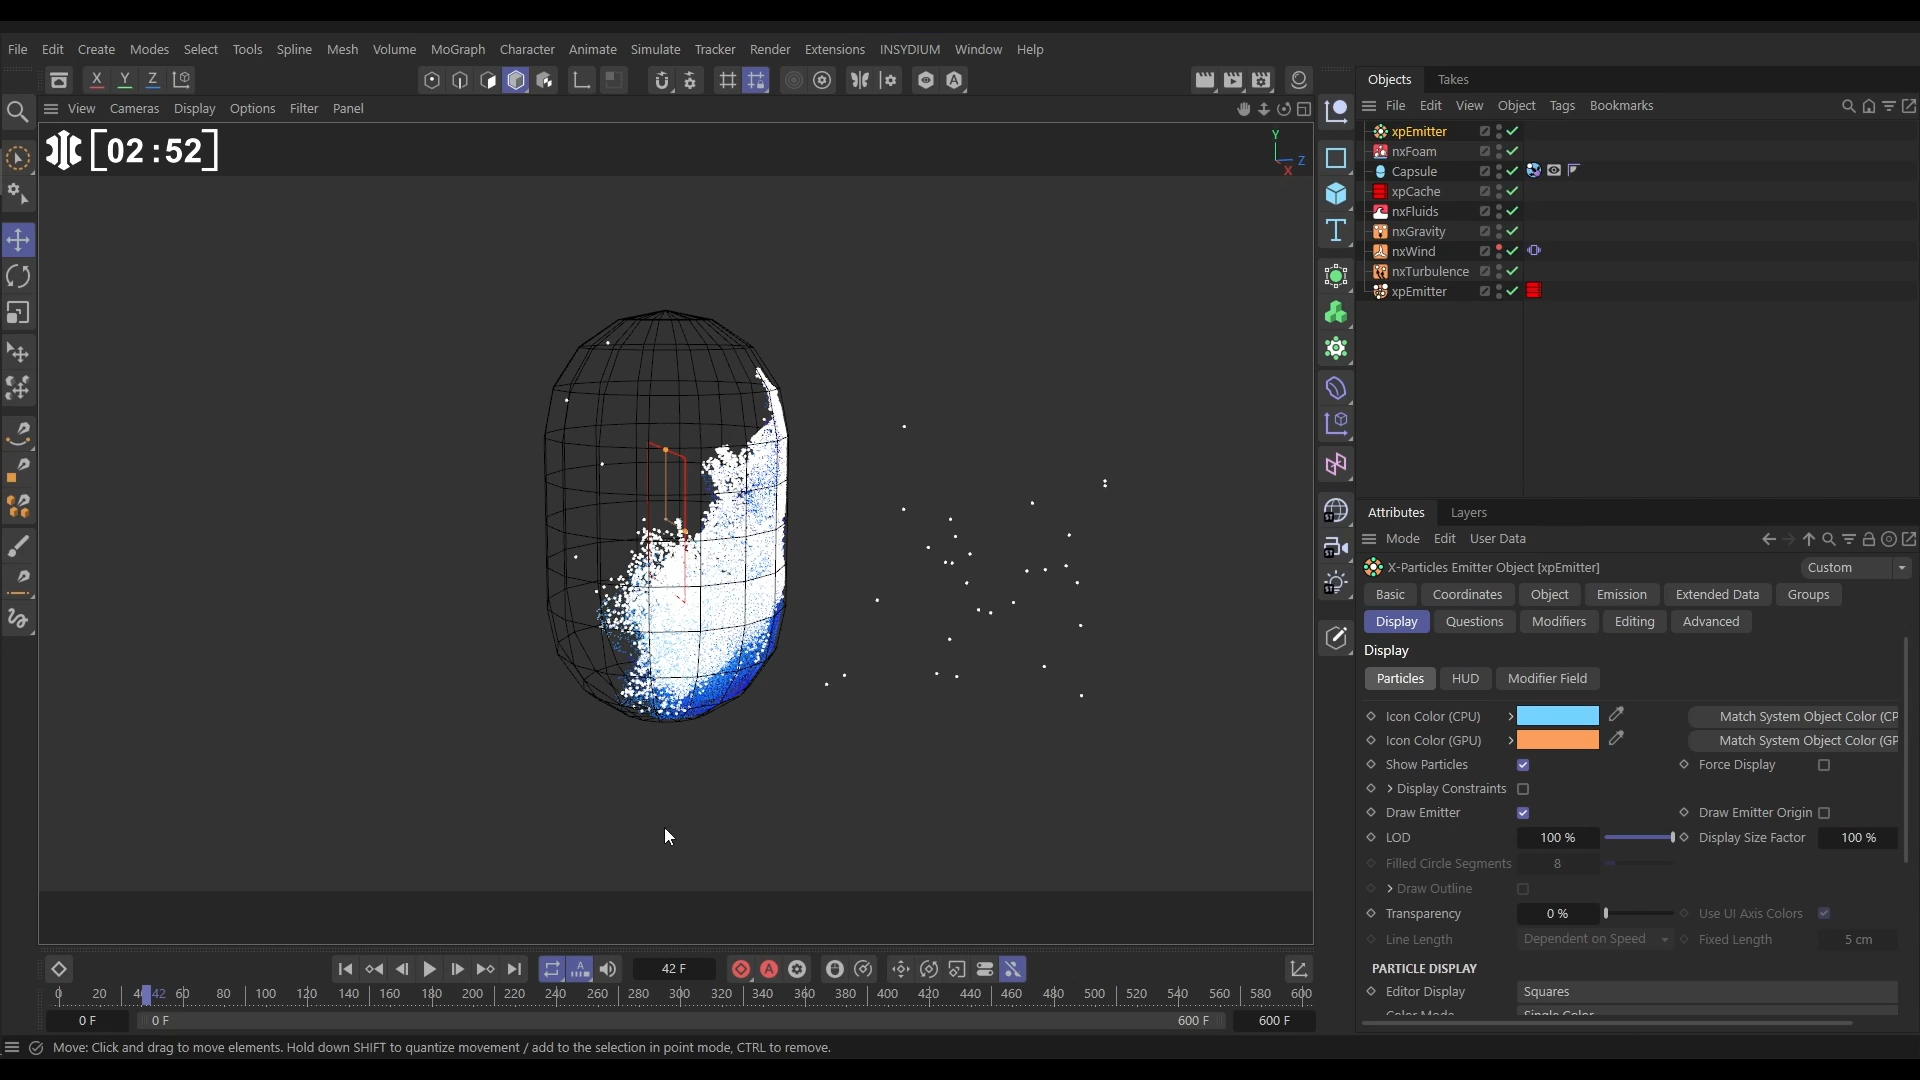 File Edit Create Modes Select Tools Spline Mesh Volume MoGraph Character Animate Simulate Tracker Render Extensions INSYDIUM Window Help
X Y Z
View Cameras Display Options Filter Panel
[02:52]
Y
Z
X
Objects Takes
File Edit View Object Tags Bookmarks
xpEmitter
nxFoam
Capsule
xpCache
nxFluids
nxGravity
nxWind
nxTurbulence
xpEmitter
Attributes Layers
Mode Edit User Data
X-Particles Emitter Object [xpEmitter] Custom
Basic Coordinates Object Emission Extended Data Groups
Display Questions Modifiers Editing Advanced
Display
Particles HUD Modifier Field
Icon Color (CPU) Match System Object Color (CP
Icon Color (GPU) Match System Object Color (GP
Show Particles Force Display
Display Constraints
Draw Emitter Draw Emitter Origin
LOD 100 % Display Size Factor 100 %
Filled Circle Segments 8
Draw Outline
Transparency 0 % Use UI Axis Colors
Line Length Dependent on Speed Fixed Length 5 cm
PARTICLE DISPLAY
Editor Display Squares
Color Mode Single Color
42 F
0 20 40 42 60 80 100 120 140 160 180 200 220 240 260 280 300 320 340 360 380 400 420 440 460 480 500 520 540 560 580 600
0 F 0 F 600 F 600 F
Move: Click and drag to move elements. Hold down SHIFT to quantize movement / add to the selection in point mode, CTRL to remove.